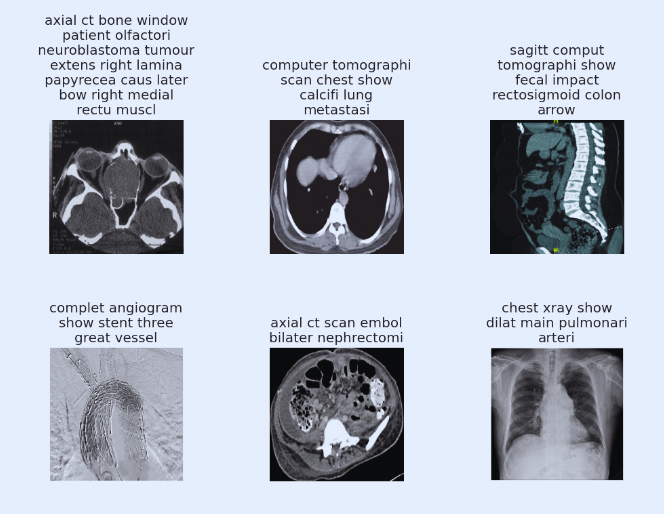 axial ct bone window
patient olfactori
neuroblastoma tumour
extens right lamina
papyrecea caus later
bow right medial
rectu muscl
computer tomographi
scan chest show
calcifi lung
metastasi
sagitt comput
tomographi show
fecal impact
rectosigmoid colon
arrow
R
complet angiogram
show stent three
great vessel
axial ct scan embol
bilater nephrectomi
chest xray show
dilat main pulmonari
arteri